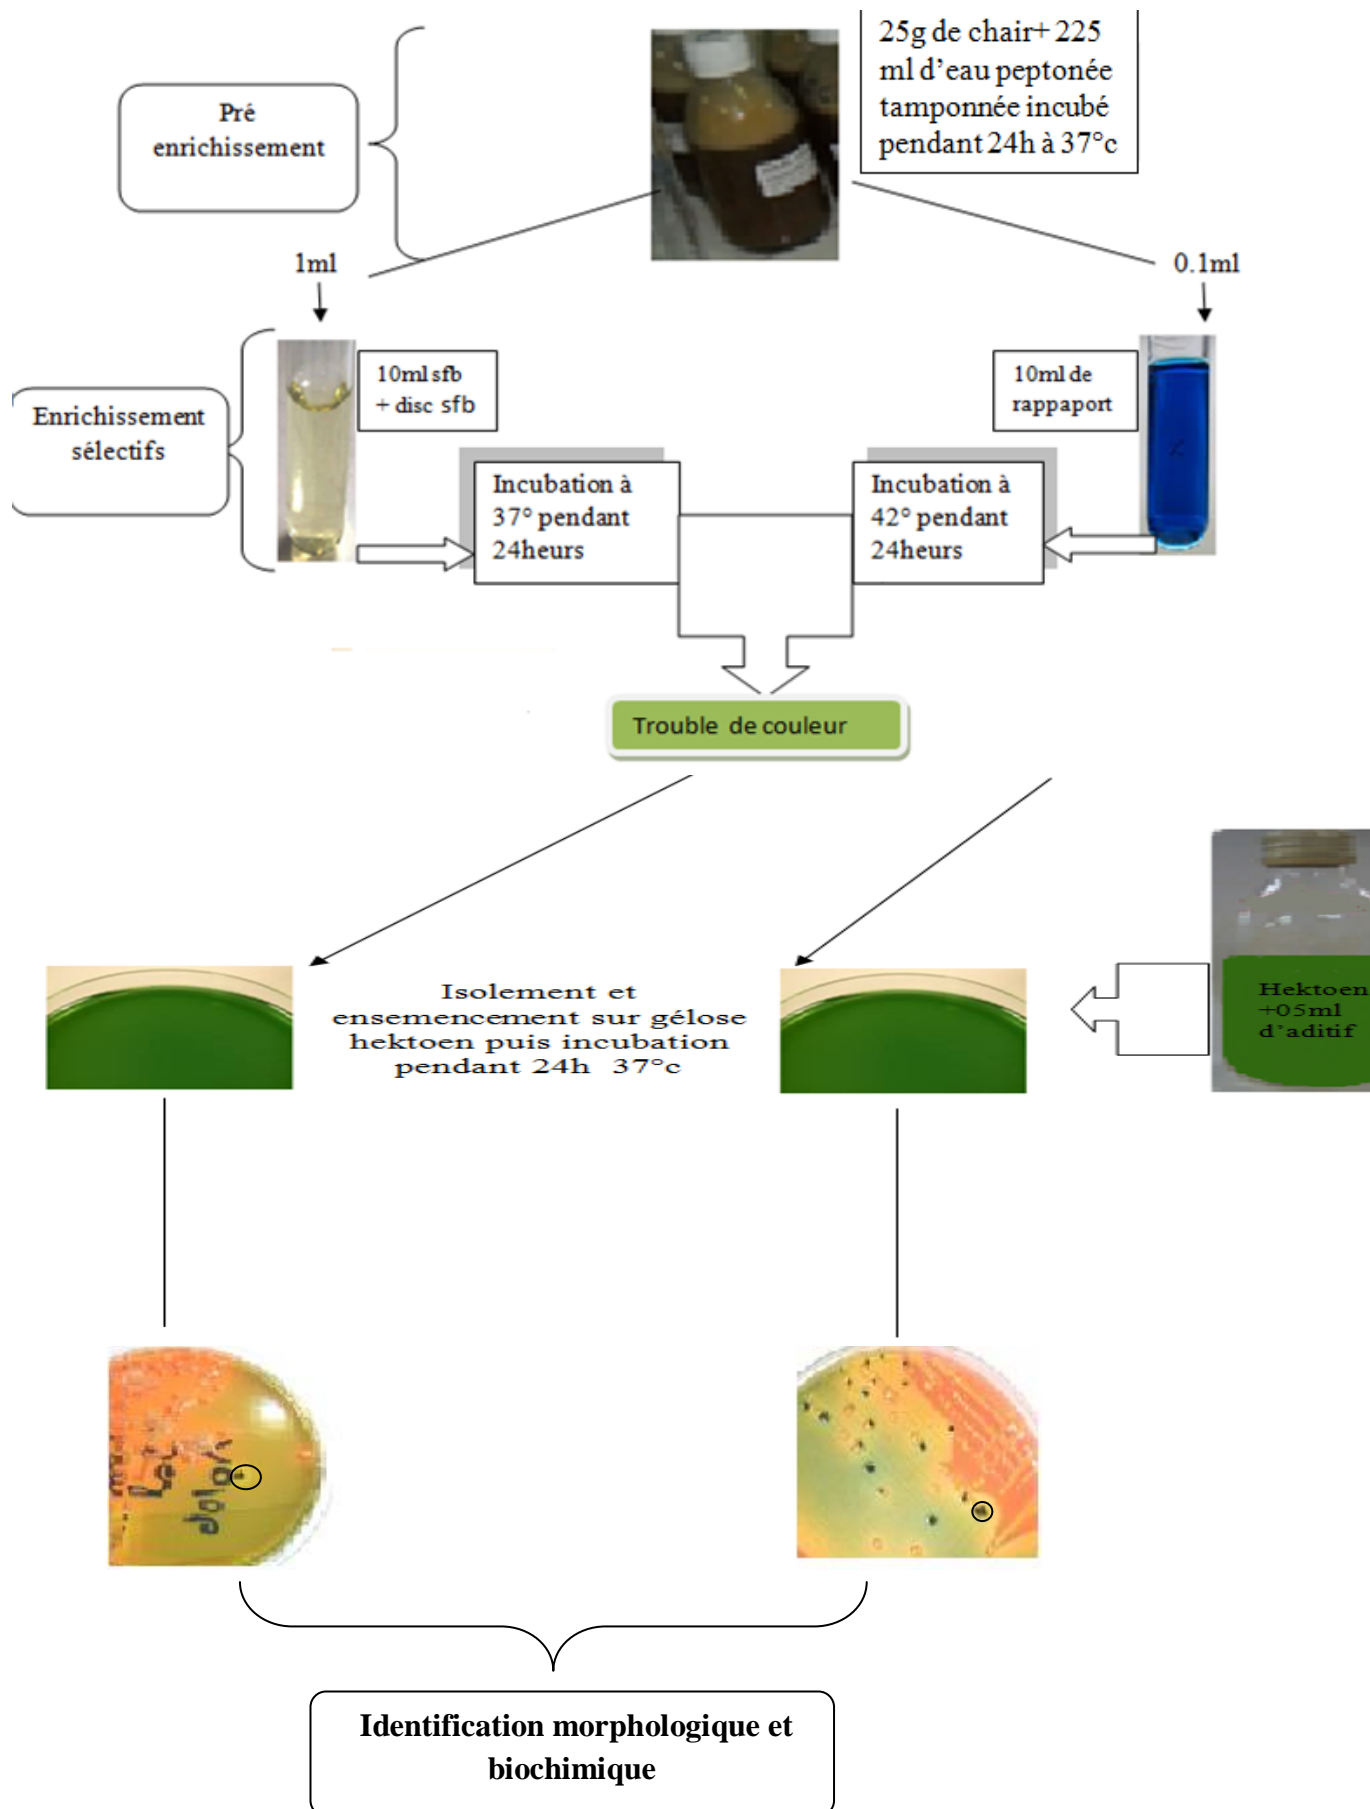 25g de chair+ 225
ml d’eau peptonée
tamponnée incubé
pendant 24h à 37°c
Pré
enrichissement
1ml
0.1ml
10ml sfb
+ disc sfb
10ml de
rappaport
Enrichissement
sélectifs
Incubation à
37° pendant
24heurs
Incubation à
42° pendant
24heurs
Trouble de couleur
Isolement et
ensemencement sur gélose
hektoen puis incubation
pendant 24h 37°c
Hektoen
+05ml
d’aditif
Identification morphologique et
biochimique